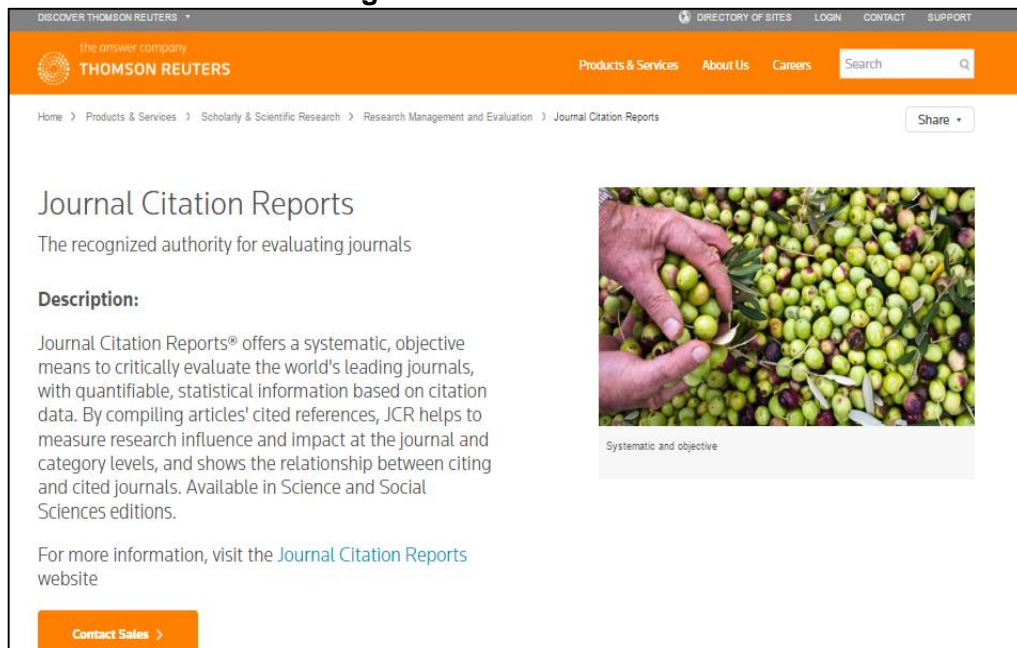 DISCOVER THOMSON REUTERS
DIRECTORY OF SITES LOGIN CONTACT SUPPORT
the answer company
THOMSON REUTERS
Products & Services About Us Careers Search
Home > Products & Services > Scholarly & Scientific Research > Research Management and Evaluation > Journal Citation Reports
Share
Journal Citation Reports
The recognized authority for evaluating journals
Description:
Journal Citation Reports® offers a systematic, objective
means to critically evaluate the world's leading journals,
with quantifiable, statistical information based on citation
data. By compiling articles' cited references, JCR helps to
measure research influence and impact at the journal and
category levels, and shows the relationship between citing
and cited journals. Available in Science and Social
Sciences editions.
For more information, visit the Journal Citation Reports
website
Contact Sales >
Systematic and objective